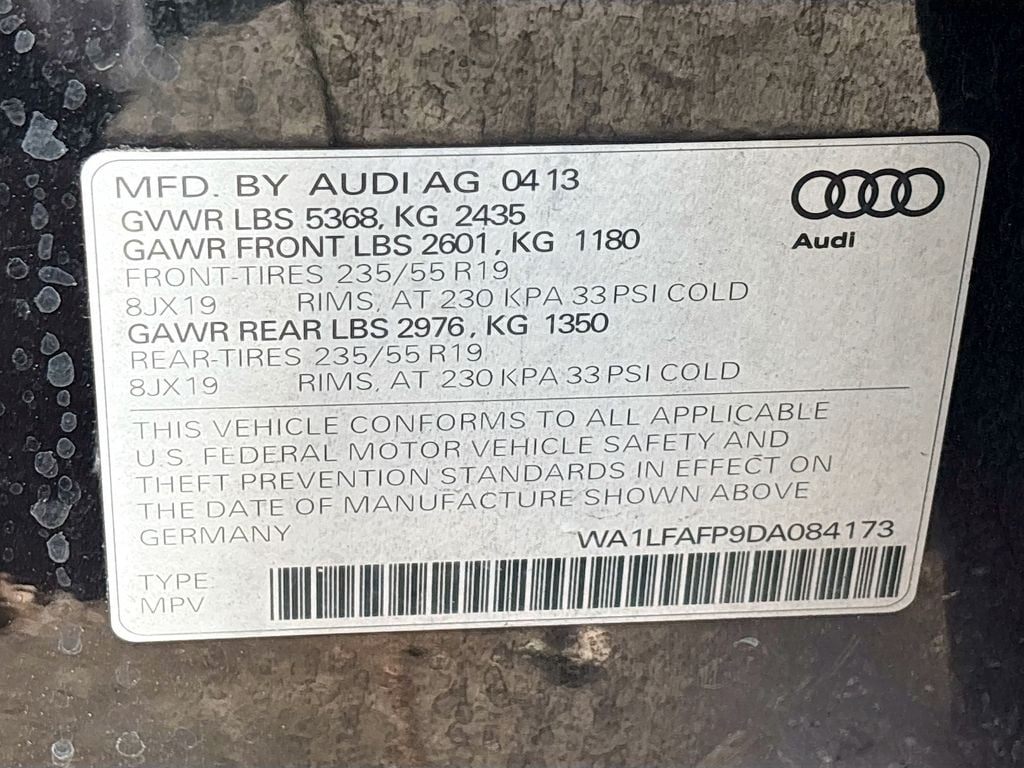 MFD. BY AUDI AG 04 13
GVWR LBS 5368, KG 2435
GAWR FRONT LBS 2601, KG 1180
FRONT-TIRES 235/55 R19
8JX19 RIMS, AT 230 KPA 33 PSI COLD
GAWR REAR LBS 2976, KG 1350
REAR-TIRES 235/55 R19
8JX19 RIMS, AT 230 KPA 33 PSI COLD
Audi
THIS VEHICLE CONFORMS TO ALL APPLICABLE
U.S. FEDERAL MOTOR VEHICLE SAFETY AND
THEFT PREVENTION STANDARDS IN EFFECT ON
THE DATE OF MANUFACTURE SHOWN ABOVE
GERMANY WA1LFAFP9DA084173
TYPE:
MPV